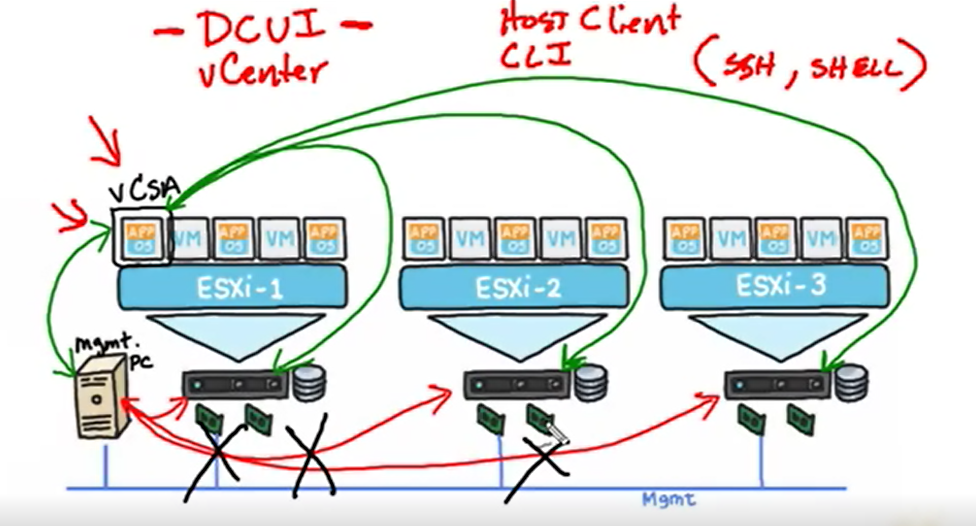 - DCUI -
vCenter
Host Client
CLI
(SSH, SHELL)
vCSA
APP OS VM APP OS VM APP OS
APP OS VM APP OS VM APP OS
APP OS VM APP OS VM APP OS
ESXi-1
ESXi-2
ESXi-3
mgmt.
PC
Mgmt